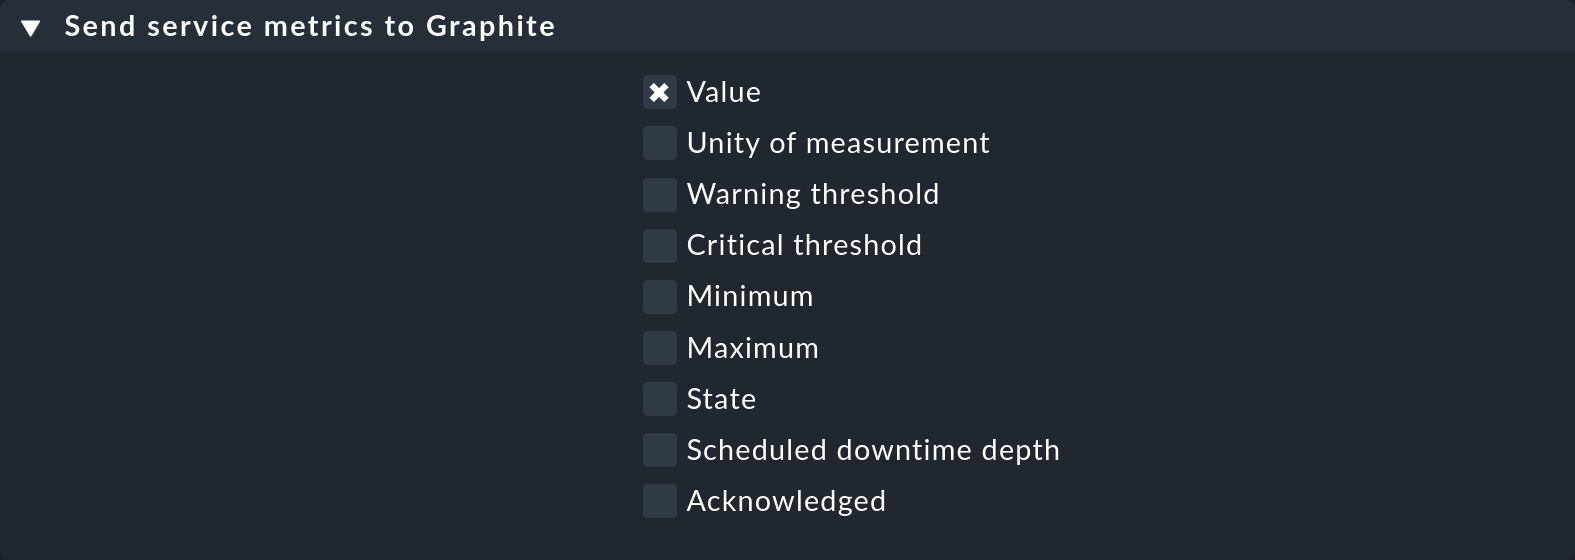 Send service metrics to Graphite
Value
Unity of measurement
Warning threshold
Critical threshold
Minimum
Maximum
State
Scheduled downtime depth
Acknowledged